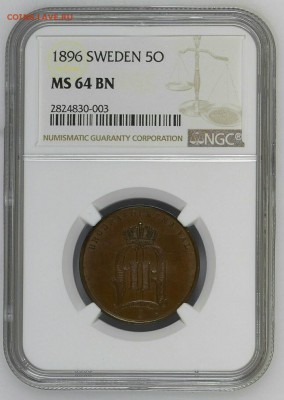 1896 SWEDEN 5O
MS 64 BN
2824830-003
NUMISMATIC GUARANTY CORPORATION
NGC